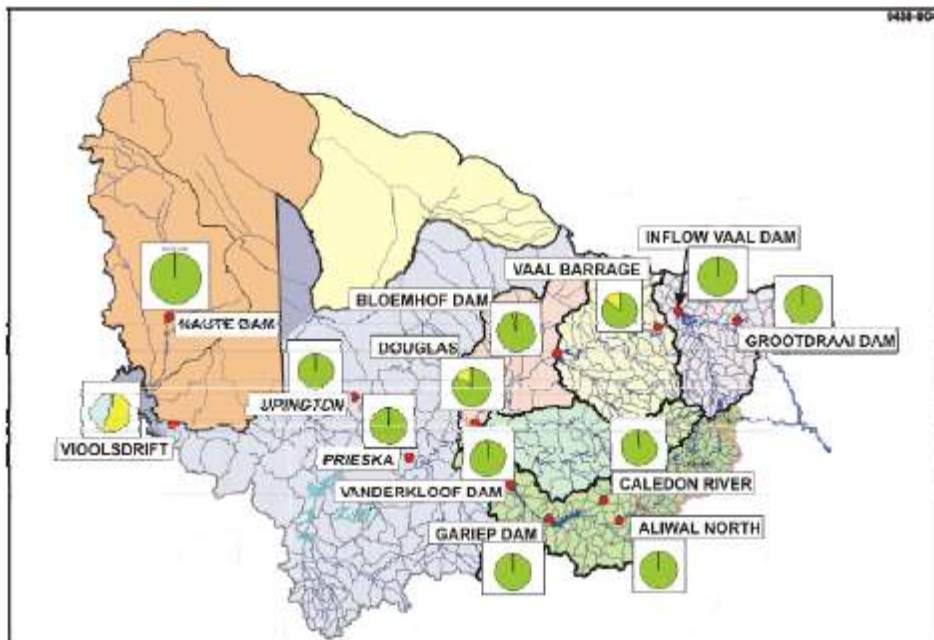 INFLOW VAAL DAM
VAAL BARRAGE
BLOEMHOF DAM
NAUTE DAM
DOUGLAS
GROOTDRAAI DAM
UPINGTON
VIOOLSDRIFT
PRIESKA
VANDERKLOOF DAM
CALEDON RIVER
GARIEP DAM
ALIWAL NORTH